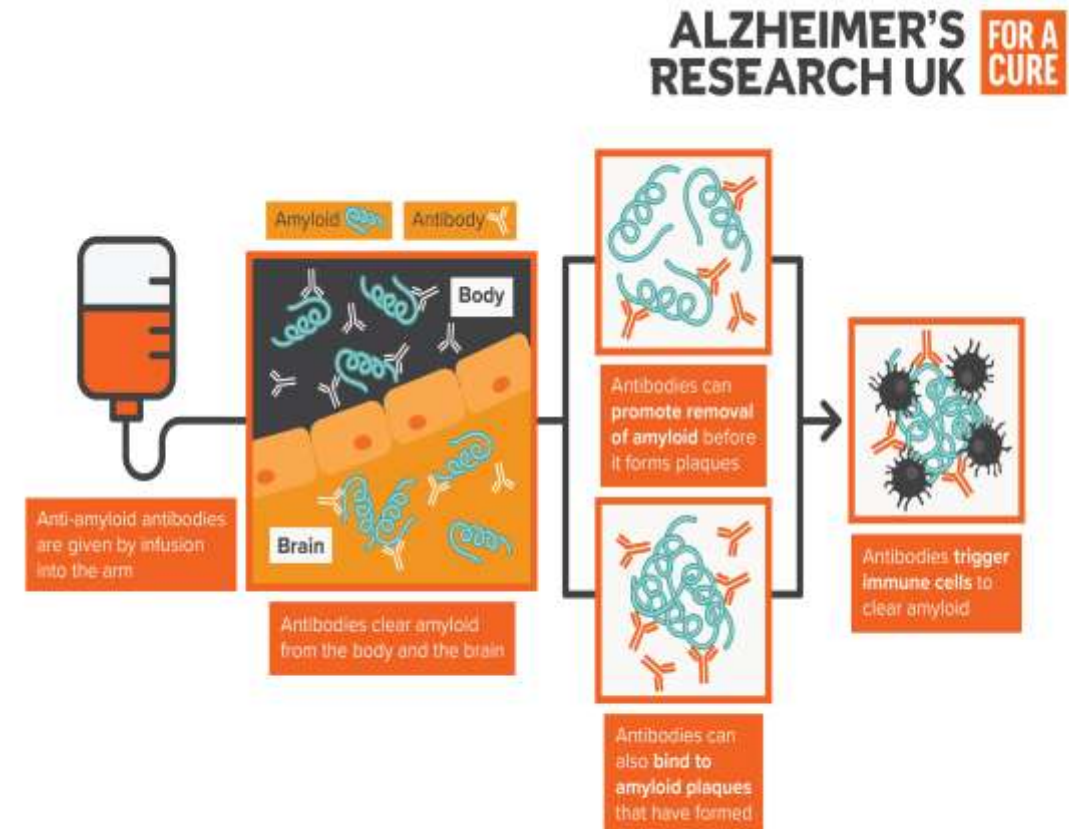 ALZHEIMER'S
RESEARCH UK
FOR A
CURE
Amyloid
Antibody
Body
Brain
Anti-amyloid antibodies
are given by infusion
into the arm
Antibodies clear amyloid
from the body and the brain
Antibodies can
promote removal
of amyloid before
it forms plaques
Antibodies can
also bind to
amyloid plaques
that have formed
Antibodies trigger
immune cells to
clear amyloid